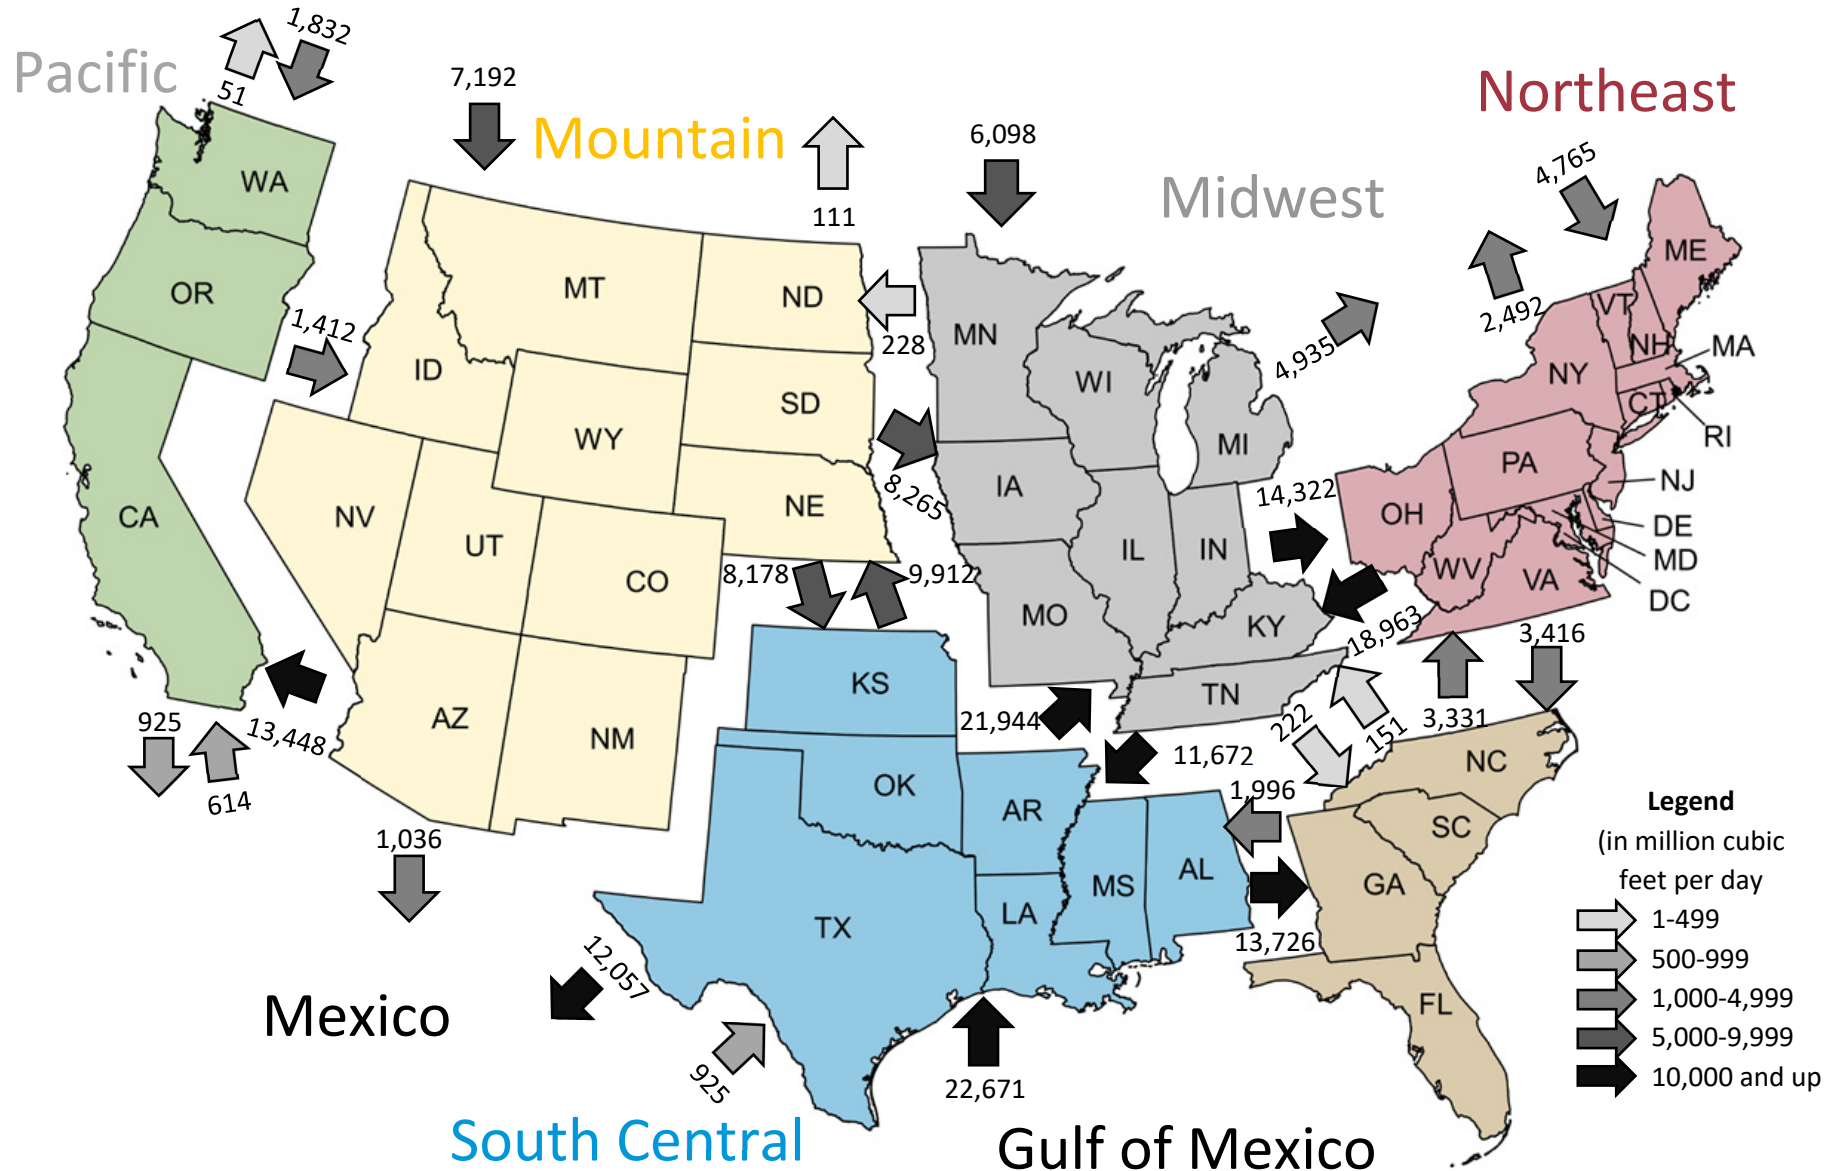 1,832
Pacific
51
7,192
Mountain
111
6,098
Midwest
Northeast
4,765
2,492
4,935
WA
OR
CA
1,412
MT
ND
228
ID
SD
WY
NE
8,265
NV
UT
CO
8,178
9,912
AZ
NM
MN
WI
MI
IA
IL
IN
MO
KY
TN
14,322
18,963
ME
VT
NH
MA
NY
CT
RI
PA
NJ
OH
DE
MD
WV
VA
DC
3,416
3,331
222
151
925
614
13,448
1,036
KS
21,944
11,672
OK
AR
1,996
NC
SC
MS
AL
GA
LA
TX
13,726
FL
12,057
Mexico
925
22,671
South Central
Gulf of Mexico
Legend
(in million cubic
feet per day
1-499
500-999
1,000-4,999
5,000-9,999
10,000 and up